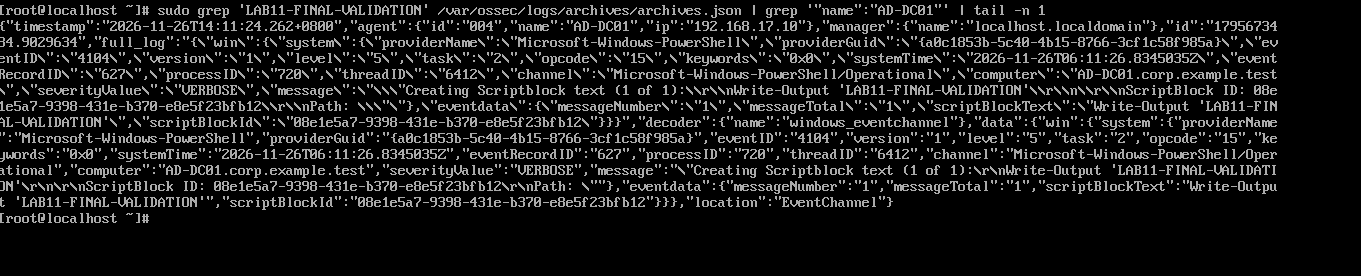 [root@localhost ~]# sudo grep 'LAB11-FINAL-VALIDATION' /var/ossec/logs/archives/archives.json | grep '"name":"AD-DC01"' | tail -n 1
{"timestamp":"2026-11-26T14:11:24.262+0800","agent":{"id":"004","name":"AD-DC01","ip":"192.168.17.10"},"manager":{"name":"localhost.localdomain"},"id":"17956734
34.9029634","full_log":"{\"win\":{\"system\":{\"providerName\":\"Microsoft-Windows-PowerShell\",\"providerGuid\":\"{a0c1853b-5c40-4b15-8766-3cf1c58f985a}\",\"ev
entID\":\"4104\",\"version\":\"1\",\"level\":\"5\",\"task\":\"2\",\"opcode\":\"15\",\"keywords\":\"0x0\",\"systemTime\":\"2026-11-26T06:11:26.8345035Z\",\"event
RecordID\":\"627\",\"processID\":\"720\",\"threadID\":\"6412\",\"channel\":\"Microsoft-Windows-PowerShell/Operational\",\"computer\":\"AD-DC01.corp.example.test
\",\"severityValue\":\"VERBOSE\",\"message\":\"\\\"Creating Scriptblock text (1 of 1):\\r\\nWrite-Output 'LAB11-FINAL-VALIDATION'\\r\\n\\r\\nScriptBlock ID: 08e
1e5a7-9398-431e-b370-e8e5f23bfb12\\r\\nPath: \\\"\"},\"eventdata\":{\"messageNumber\":\"1\",\"messageTotal\":\"1\",\"scriptBlockText\":\"Write-Output 'LAB11-FIN
AL-VALIDATION'\",\"scriptBlockId\":\"08e1e5a7-9398-431e-b370-e8e5f23bfb12\"}}}","decoder":{"name":"windows_eventchannel"},"data":{"win":{"system":{"providerName
":"Microsoft-Windows-PowerShell","providerGuid":"{a0c1853b-5c40-4b15-8766-3cf1c58f985a}","eventID":"4104","version":"1","level":"5","task":"2","opcode":"15","ke
ywords":"0x0","systemTime":"2026-11-26T06:11:26.8345035Z","eventRecordID":"627","processID":"720","threadID":"6412","channel":"Microsoft-Windows-PowerShell/Oper
ational","computer":"AD-DC01.corp.example.test","severityValue":"VERBOSE","message":"\"Creating Scriptblock text (1 of 1):\r\nWrite-Output 'LAB11-FINAL-VALIDATI
ON'\r\n\r\nScriptBlock ID: 08e1e5a7-9398-431e-b370-e8e5f23bfb12\r\nPath: \""},"eventdata":{"messageNumber":"1","messageTotal":"1","scriptBlockText":"Write-Outpu
t 'LAB11-FINAL-VALIDATION'","scriptBlockId":"08e1e5a7-9398-431e-b370-e8e5f23bfb12"}}},"location":"EventChannel"}
[root@localhost ~]#